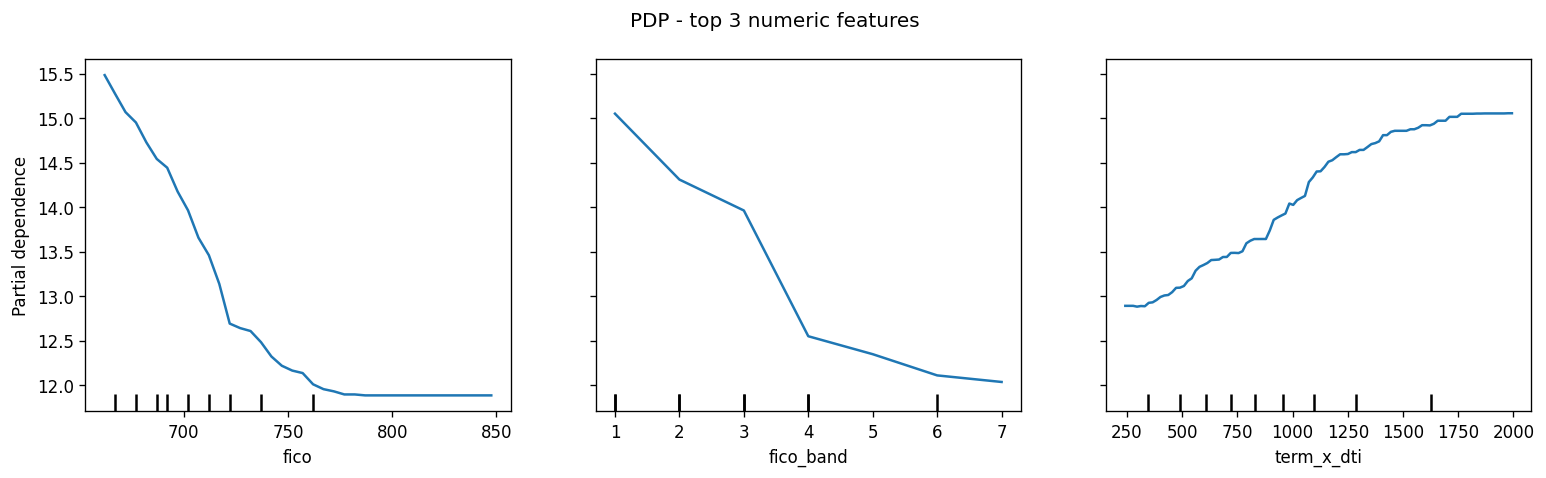 PDP - top 3 numeric features
Partial dependence
15.5
15.0
14.5
14.0
13.5
13.0
12.5
12.0
700 750 800 850
fico
1 2 3 4 5 6 7
fico_band
250 500 750 1000 1250 1500 1750 2000
term_x_dti